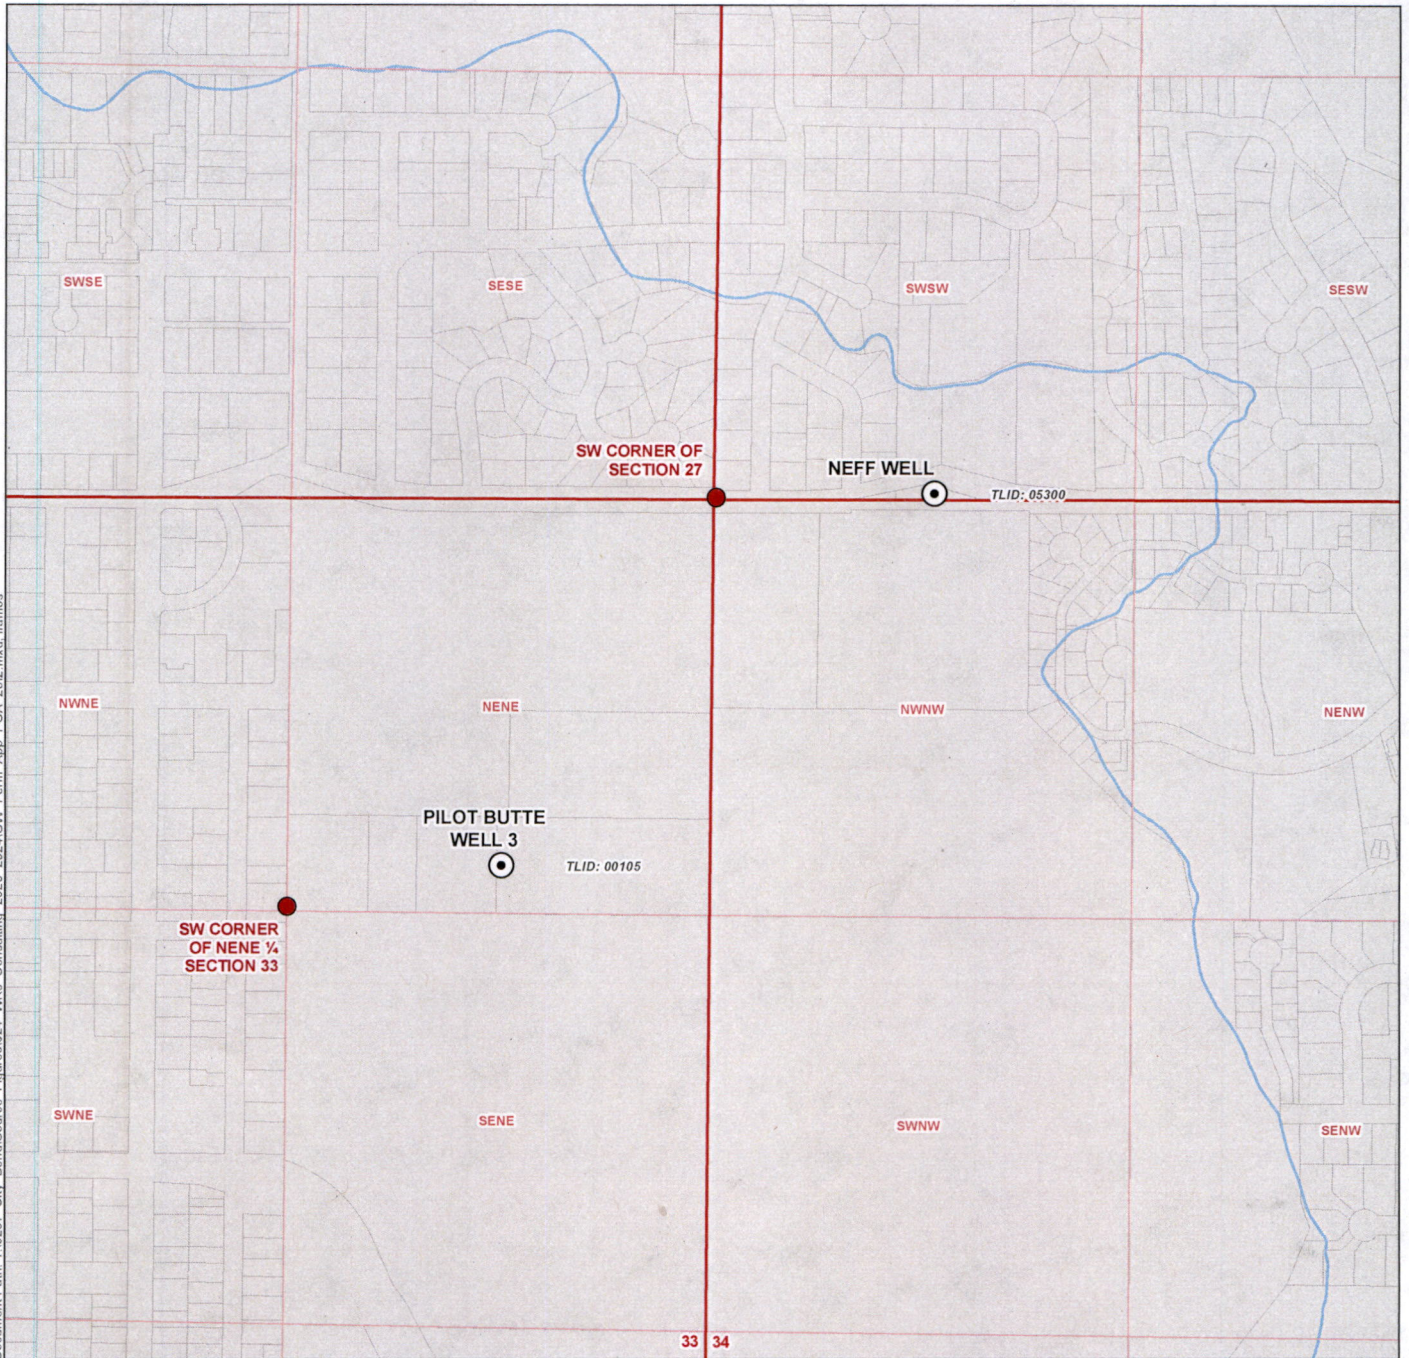 SWSE
SESE
SWSW
SESW
SW CORNER OF
SECTION 27
NEFF WELL
TLID: 05300
NWNE
NENE
NWNW
NENW
PILOT BUTTE
WELL 3
TLID: 00105
SW CORNER
OF NENE ¼
SECTION 33
SWNE
SENE
SWNW
SENW
33 34